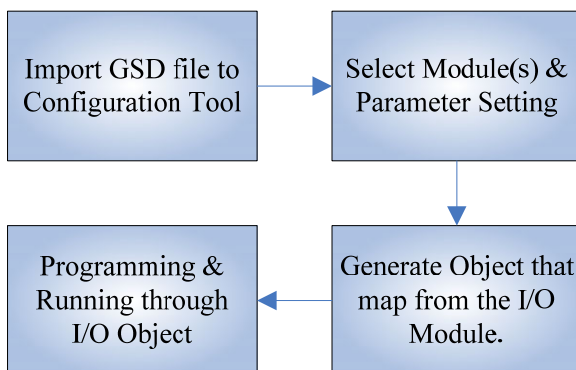 Import GSD file to
Configuration Tool
Select Module(s) &
Parameter Setting
Generate Object that
map from the I/O
Module.
Programming &
Running through
I/O Object